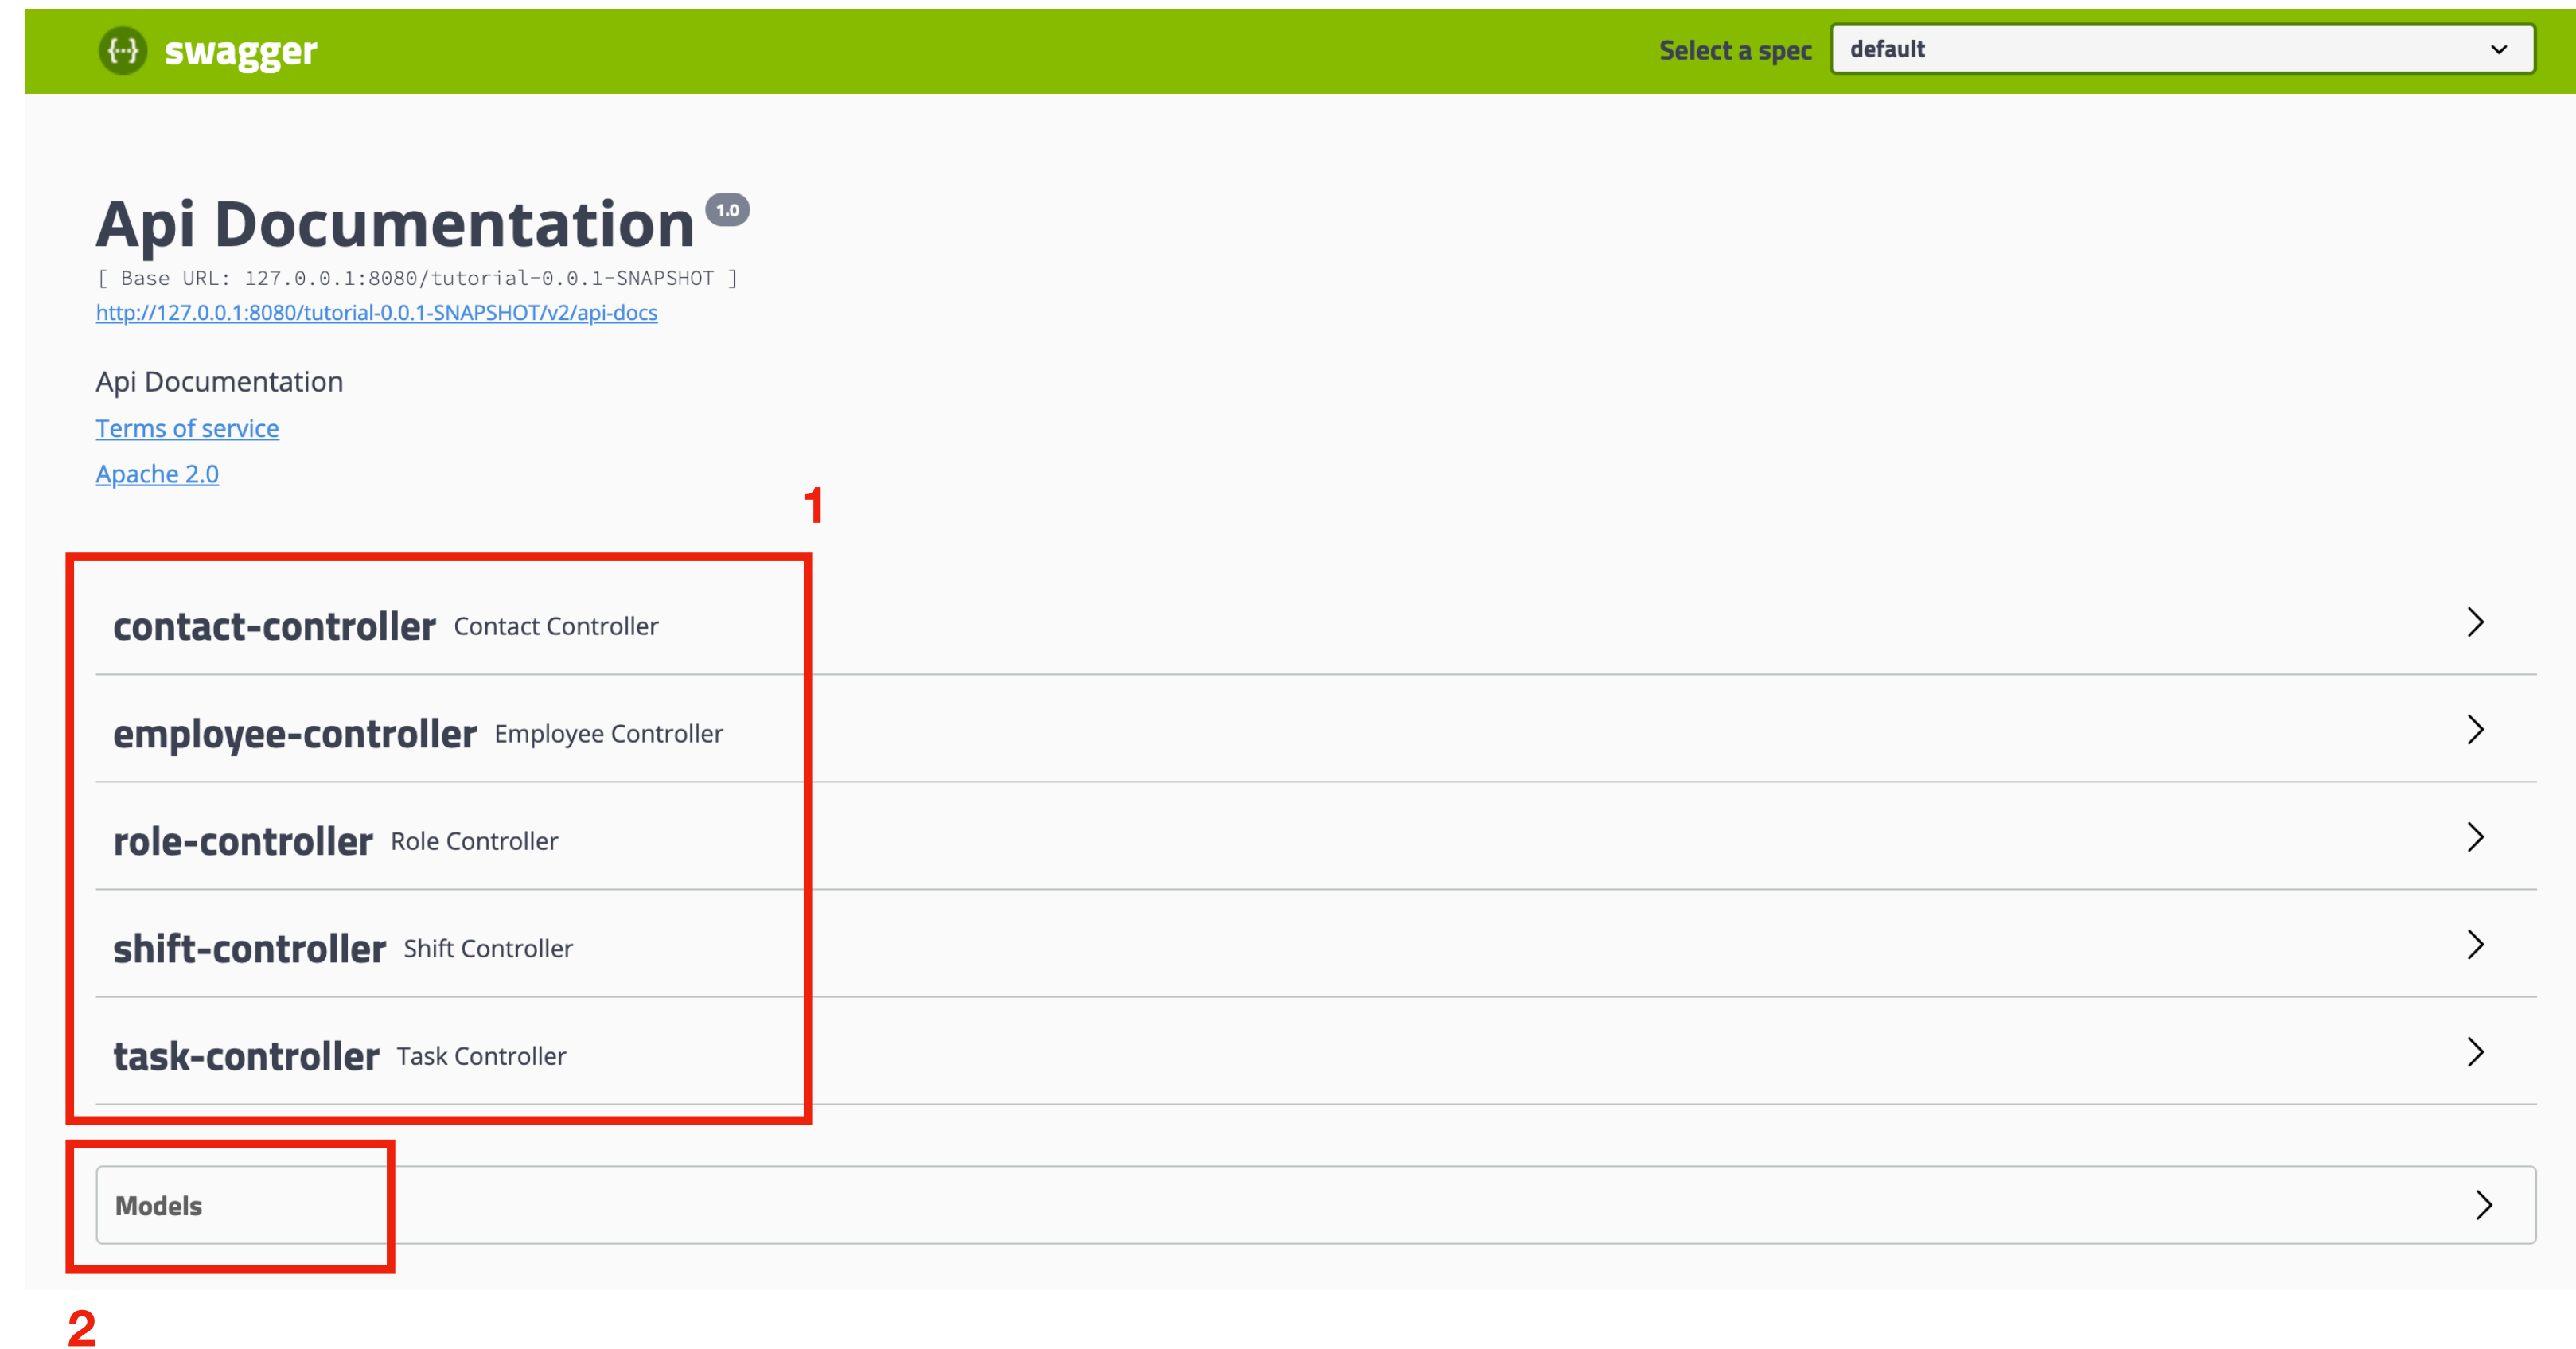 {···} swagger
Select a spec default
Api Documentation 1.0
[ Base URL: 127.0.0.1:8080/tutorial-0.0.1-SNAPSHOT ]
http://127.0.0.1:8080/tutorial-0.0.1-SNAPSHOT/v2/api-docs
Api Documentation
Terms of service
Apache 2.0
1
contact-controller Contact Controller
employee-controller Employee Controller
role-controller Role Controller
shift-controller Shift Controller
task-controller Task Controller
Models
2